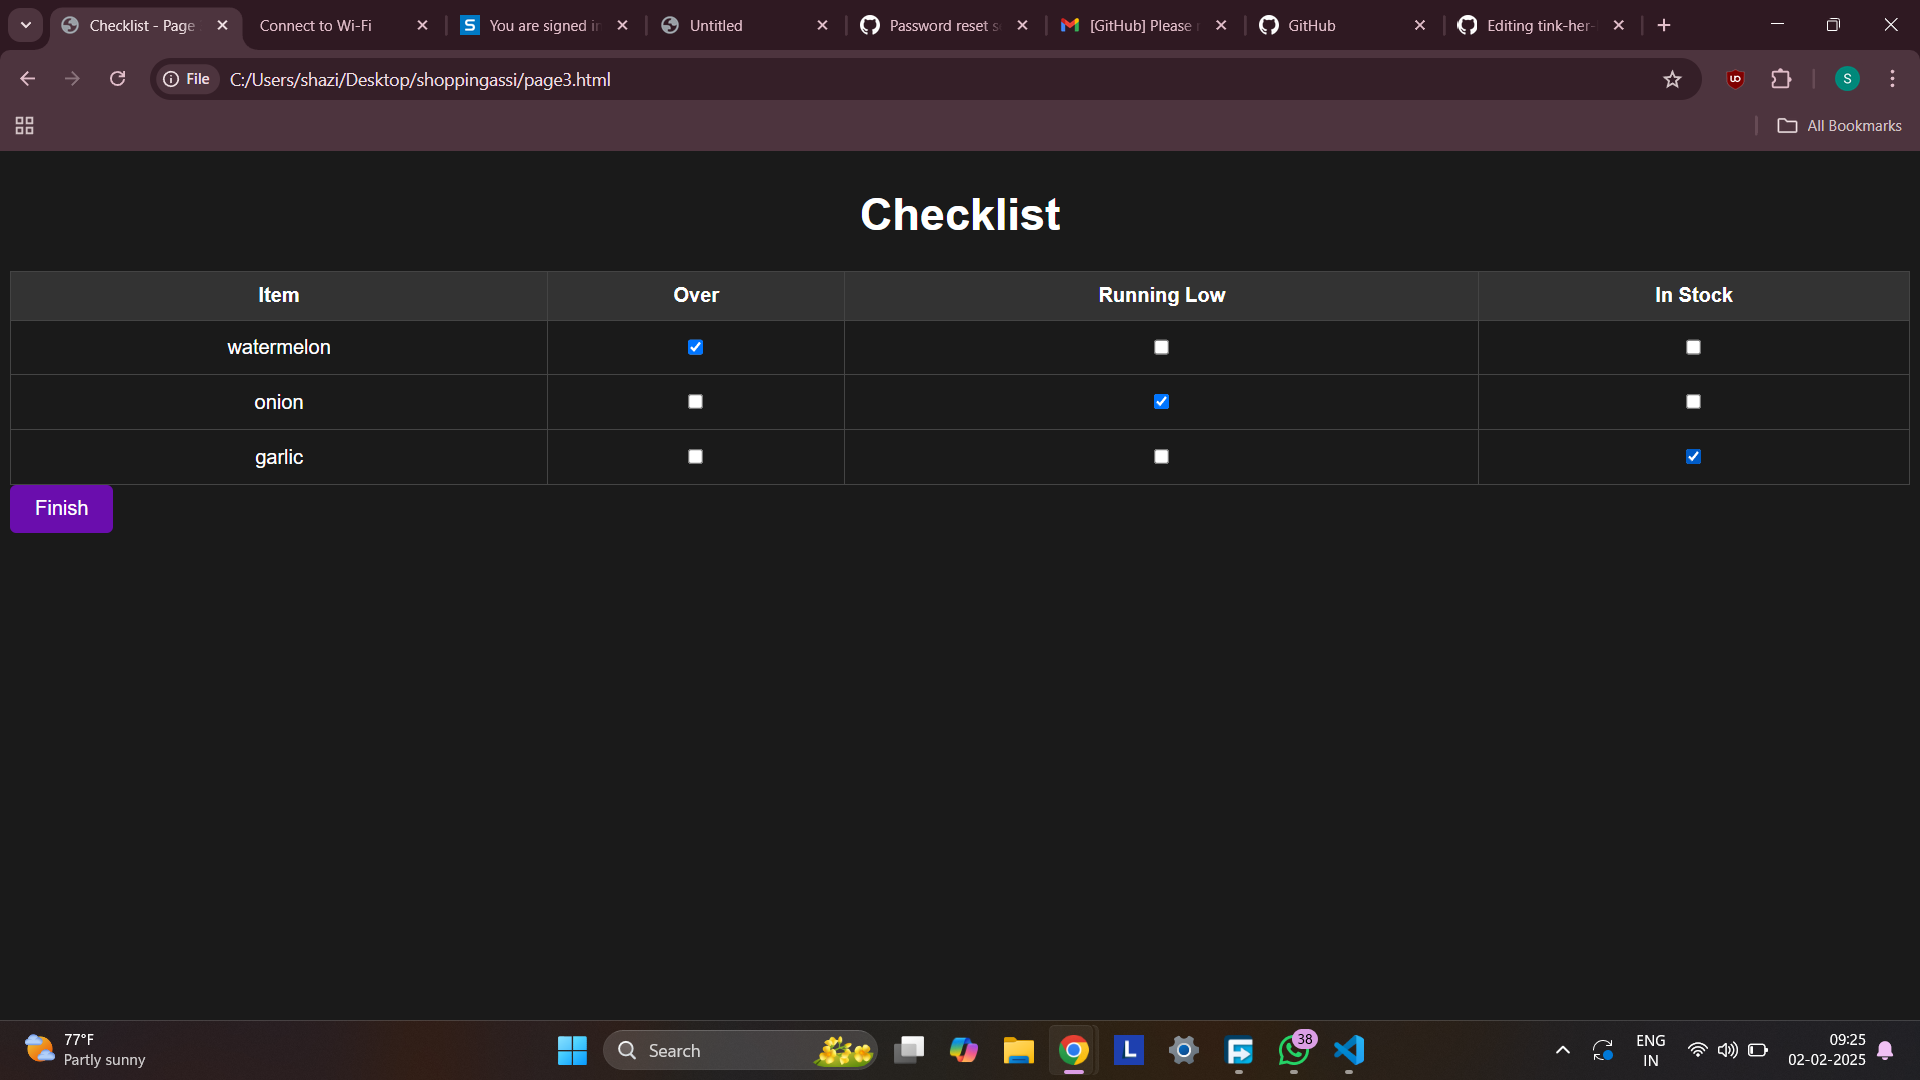 Checklist - Page
Connect to Wi-Fi
S You are signed in
Untitled
Password reset s
[GitHub] Please
GitHub
Editing tink-her-
File C:/Users/shazi/Desktop/shoppingassi/page3.html
S
All Bookmarks
Checklist
Item Over Running Low In Stock
watermelon
onion
garlic
Finish
77°F
Partly sunny
Search
L
38
ENG
IN
09:25
02-02-2025